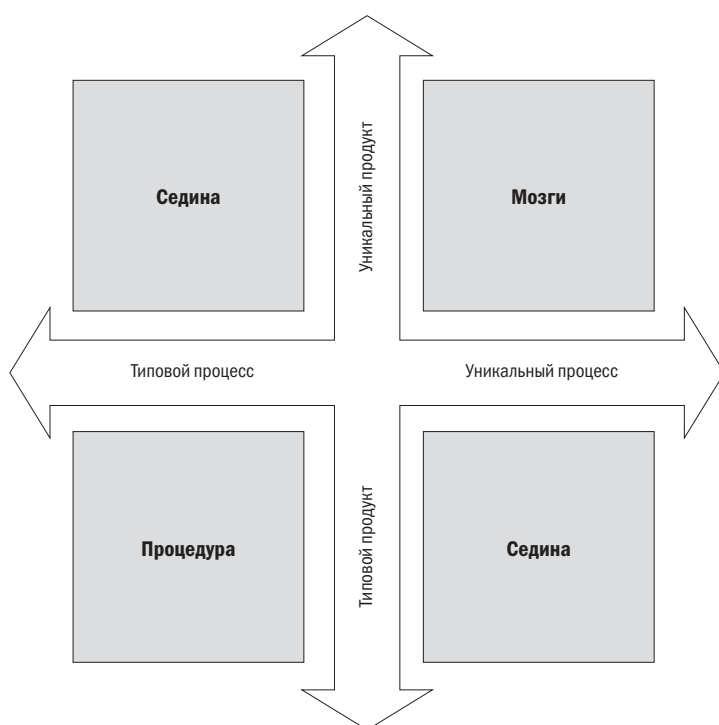 Уникальный продукт
Седина
Мозги
Типовой процесс
Уникальный процесс
Процедура
Типовой продукт
Седина